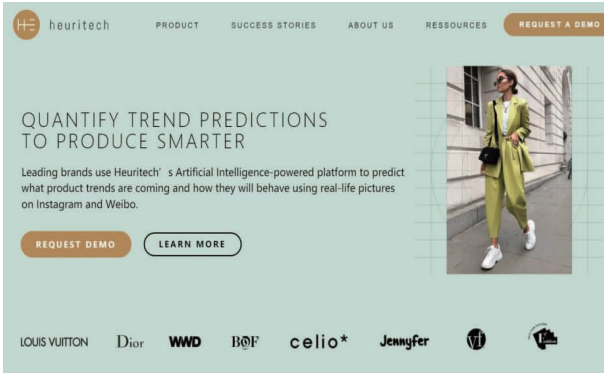 HE heuritech
PRODUCT
SUCCESS STORIES
ABOUT US
RESSOURCES
REQUEST A DEMO
QUANTIFY TREND PREDICTIONS
TO PRODUCE SMARTER
Leading brands use Heuritech’ s Artificial Intelligence-powered platform to predict
what product trends are coming and how they will behave using real-life pictures
on Instagram and Weibo.
REQUEST DEMO
LEARN MORE
LOUIS VUITTON
Dior
WWD
BOF
celio*
Jennyfer
vf